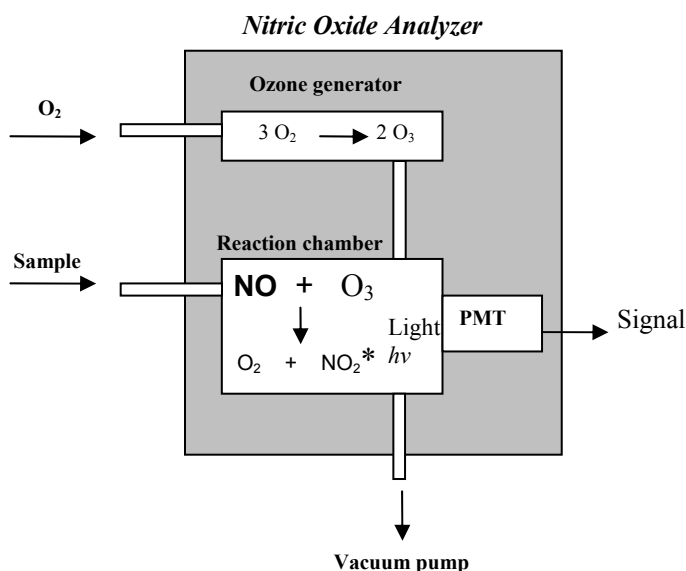 Nitric Oxide Analyzer
Ozone generator
O₂
3 O₂ 2 O₃
Reaction chamber
Sample
NO + O₃
Light
hν
PMT
Signal
O₂ + NO₂*
Vacuum pump